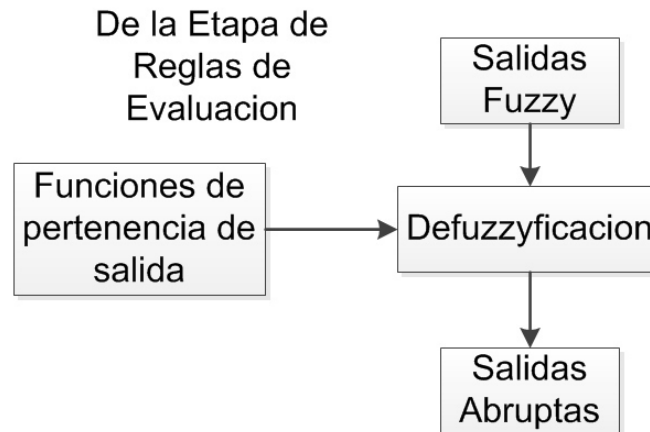 De la Etapa de
Reglas de
Evaluacion
Salidas
Fuzzy
Funciones de
pertenencia de
salida
Defuzzyficacion
Salidas
Abruptas